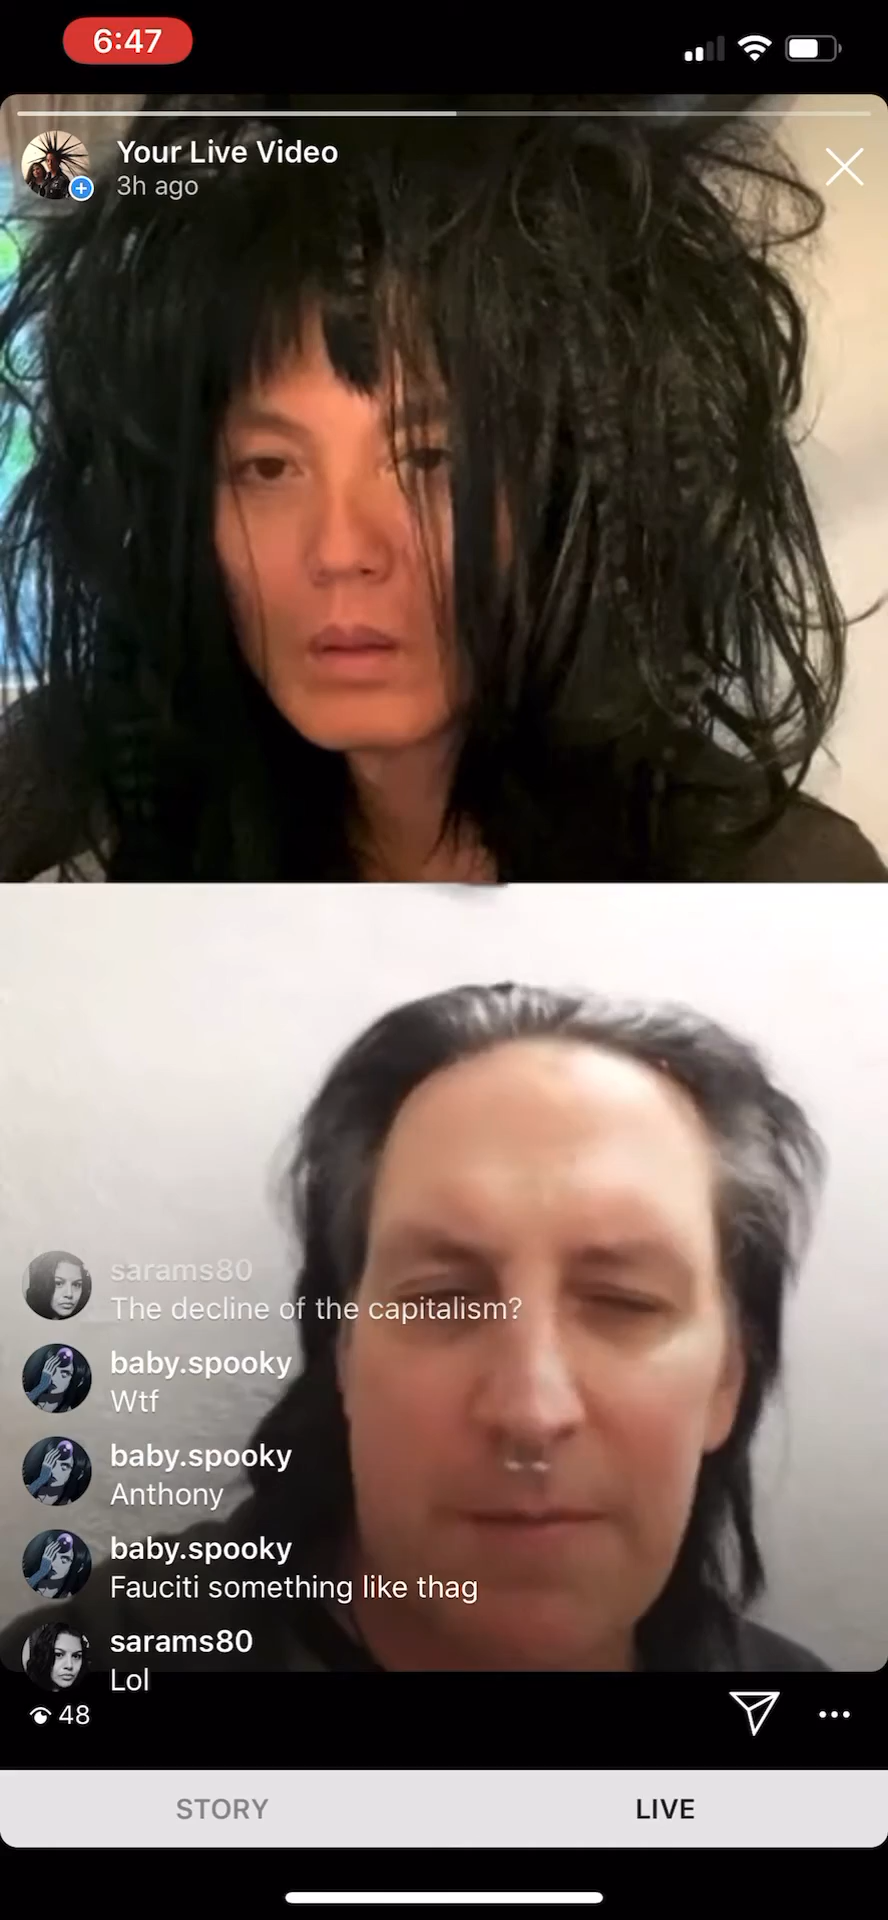 6:47
Your Live Video
3h ago
sarams80
The decline of the capitalism?
baby.spooky
Wtf
baby.spooky
Anthony
baby.spooky
Fauciti something like thag
sarams80
Lol
48
STORY
LIVE